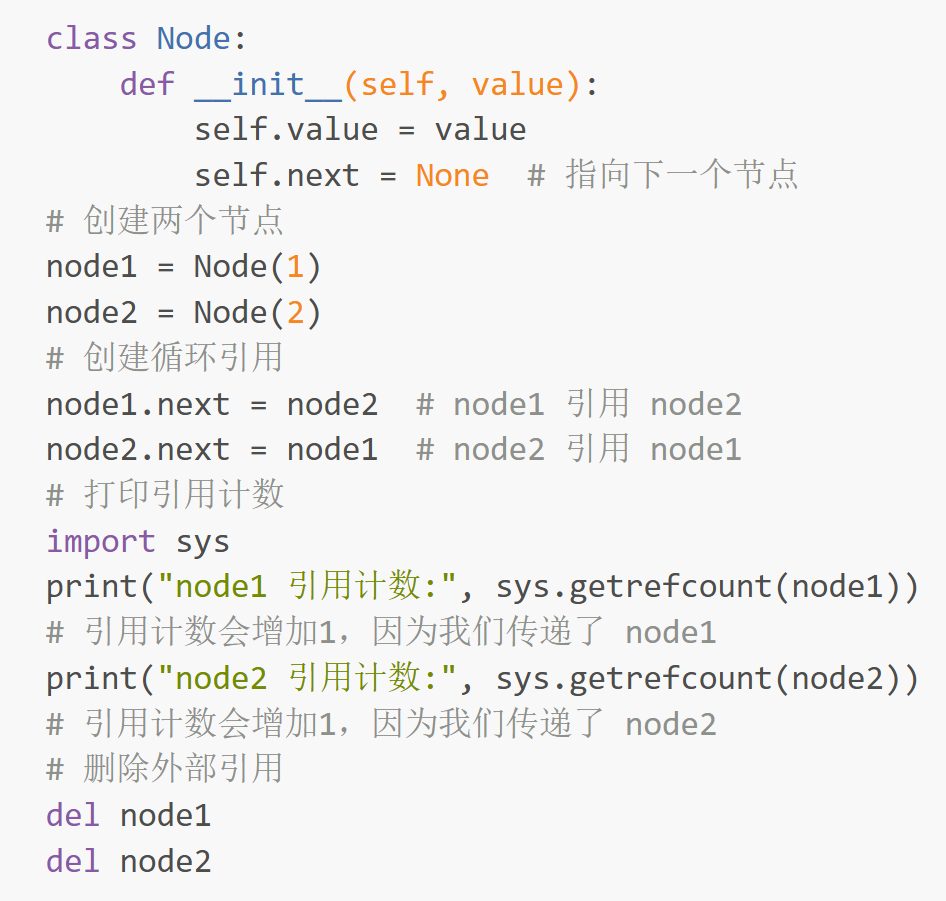 class Node:
    def __init__(self, value):
        self.value = value
        self.next = None  # 指向下一个节点
# 创建两个节点
node1 = Node(1)
node2 = Node(2)
# 创建循环引用
node1.next = node2  # node1 引用 node2
node2.next = node1  # node2 引用 node1
# 打印引用计数
import sys
print("node1 引用计数:", sys.getrefcount(node1))
# 引用计数会增加1，因为我们传递了 node1
print("node2 引用计数:", sys.getrefcount(node2))
# 引用计数会增加1，因为我们传递了 node2
# 删除外部引用
del node1
del node2